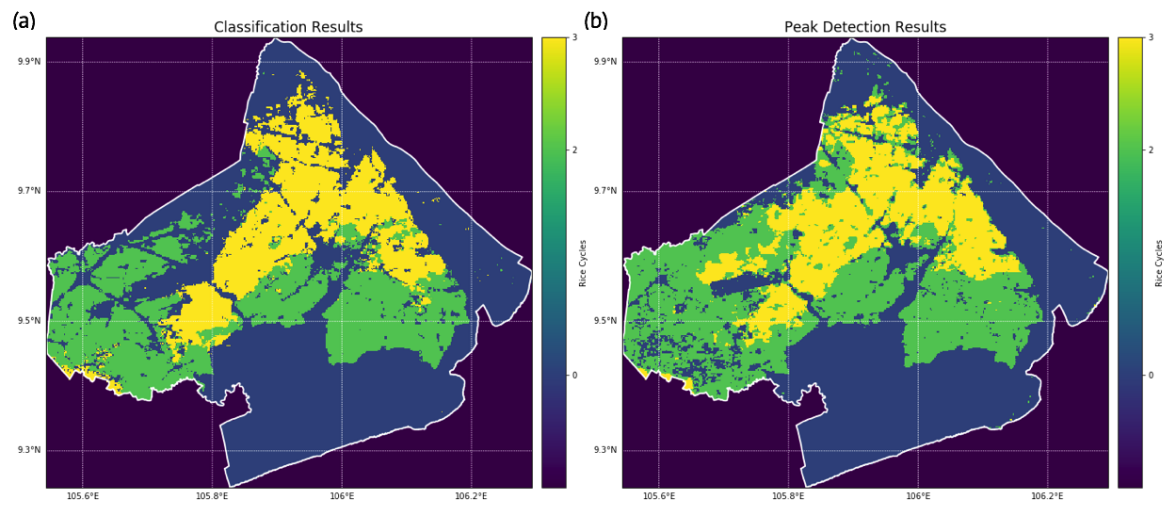 (a)
Classification Results
9.9°N
9.7°N
9.5°N
9.3°N
105.6°E
105.8°E
106°E
106.2°E
3
2
0
Rice Cycles
(b)
Peak Detection Results
9.9°N
9.7°N
9.5°N
9.3°N
105.6°E
105.8°E
106°E
106.2°E
3
2
0
Rice Cycles